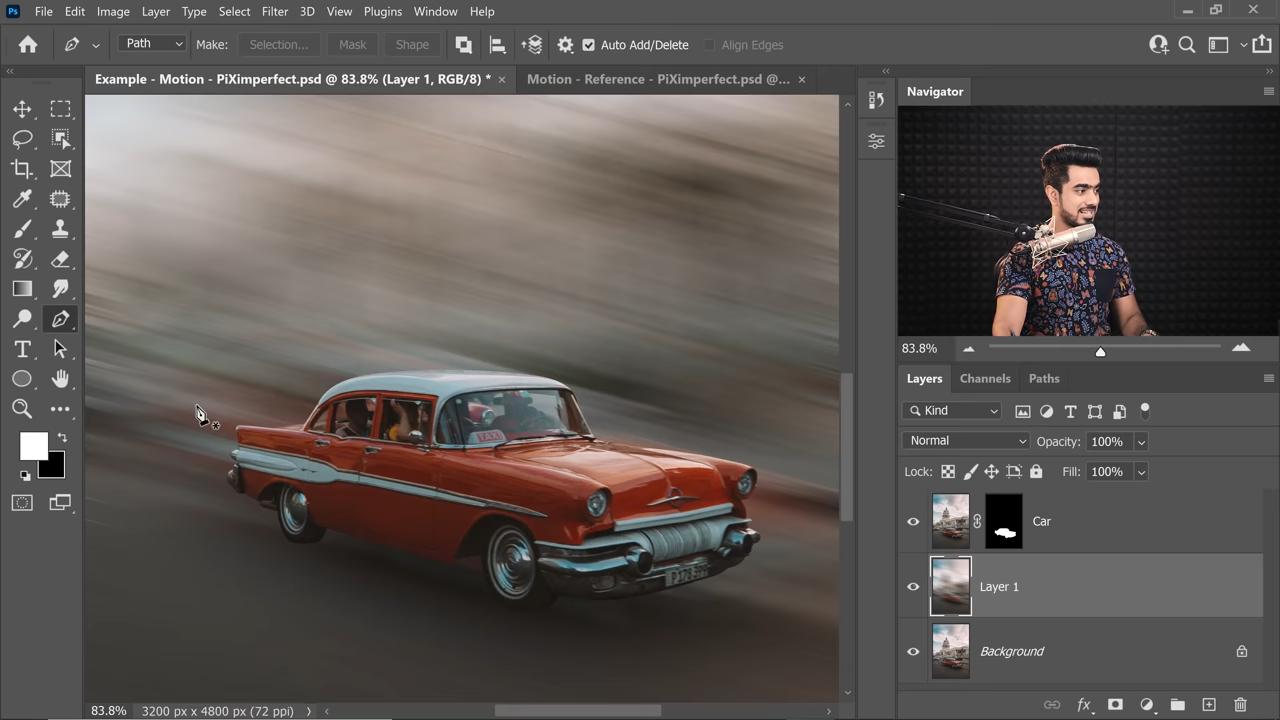 Ps File Edit Image Layer Type Select Filter 3D View Plugins Window Help
Path Make: Selection... Mask Shape Auto Add/Delete Align Edges
Example - Motion - PiXimperfect.psd @ 83.8% (Layer 1, RGB/8) * × Motion - Reference - PiXimperfect.psd @... ×
Navigator
83.8%
Layers Channels Paths
Kind
Normal Opacity: 100%
Lock: Fill: 100%
Car
Layer 1
Background
TAXI
fx
83.8% 3200 px x 4800 px (72 ppi)